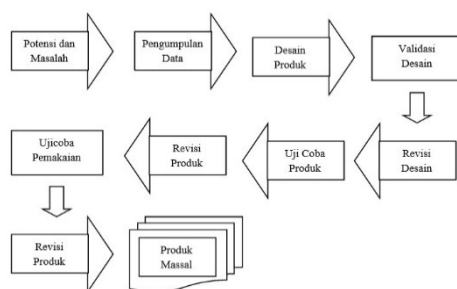 Potensi dan
Masalah
Pengumpulan
Data
Desain
Produk
Validasi
Desain
Revisi
Desain
Uji Coba
Produk
Revisi
Produk
Ujicoba
Pemakaian
Revisi
Produk
Produk
Massal